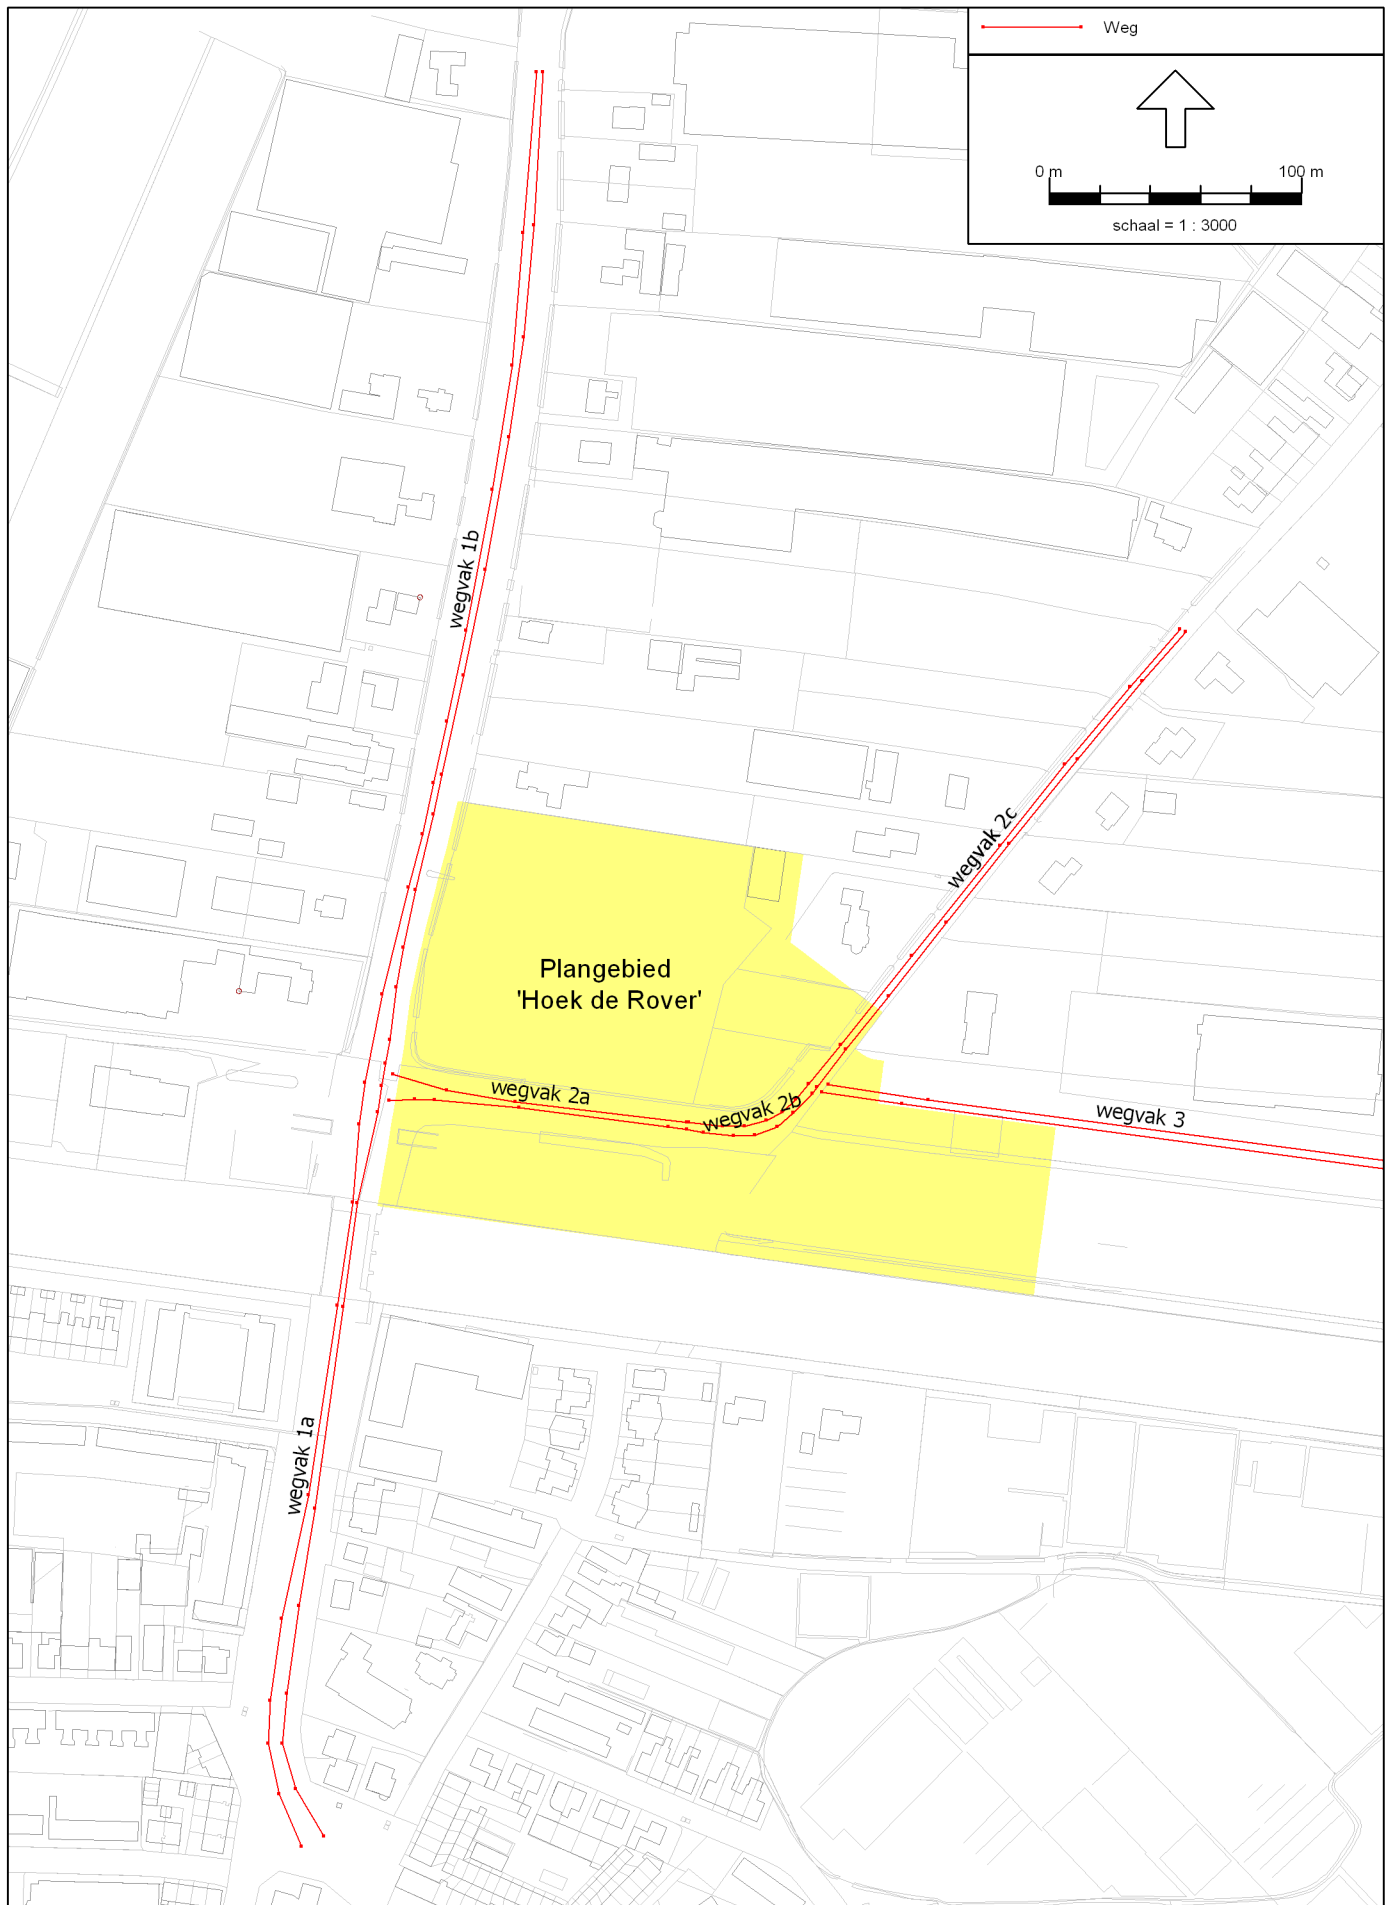 Weg
0 m 100 m
schaal = 1 : 3000
wegvak 1b
wegvak 2c
Plangebied
'Hoek de Rover'
wegvak 2a
wegvak 2b
wegvak 3
wegvak 1a